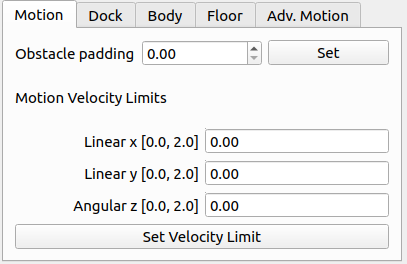 Motion Dock Body Floor Adv. Motion
Obstacle padding 0.00 Set
Motion Velocity Limits
Linear x [0.0, 2.0] 0.00
Linear y [0.0, 2.0] 0.00
Angular z [0.0, 2.0] 0.00
Set Velocity Limit